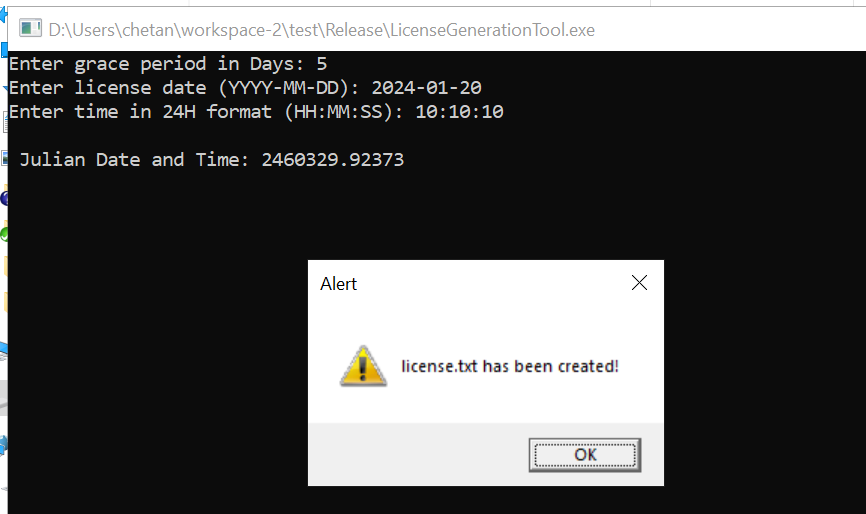 D:\Users\chetan\workspace-2\test\Release\LicenseGenerationTool.exe
Enter grace period in Days: 5
Enter license date (YYYY-MM-DD): 2024-01-20
Enter time in 24H format (HH:MM:SS): 10:10:10
Julian Date and Time: 2460329.92373
Alert
license.txt has been created!
OK